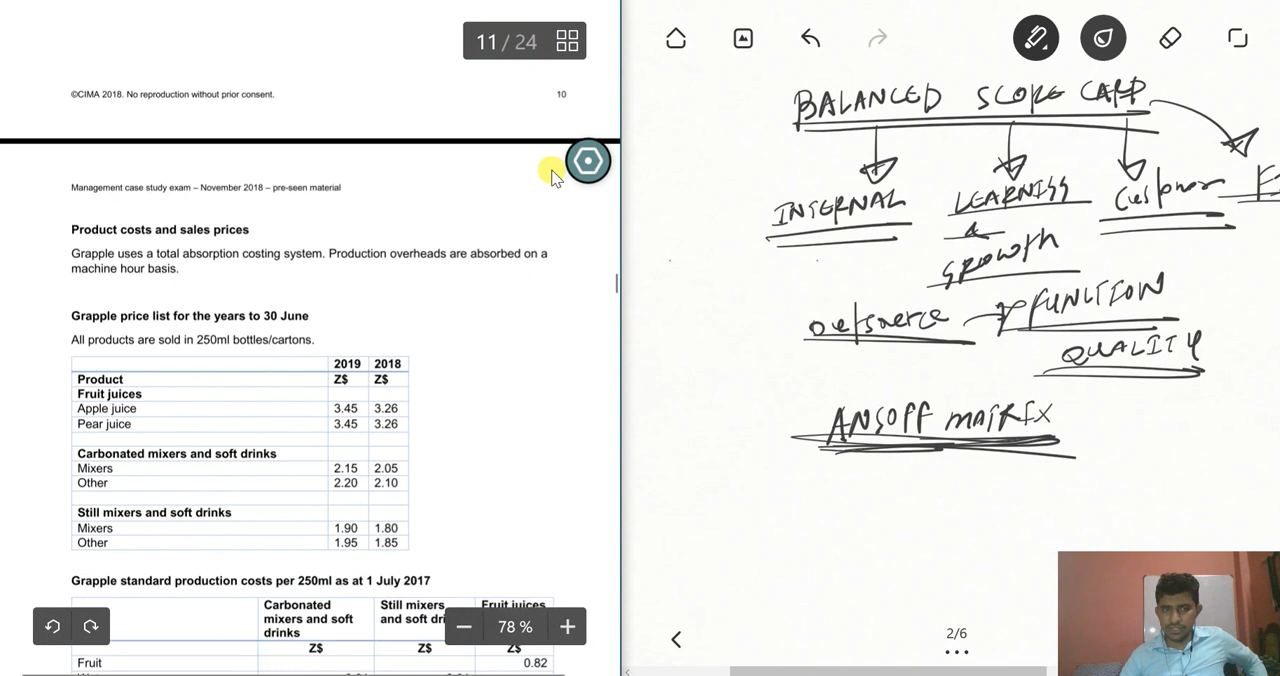 11 / 24
©CIMA 2018. No reproduction without prior consent.
10
Management case study exam – November 2018 – pre-seen material
Product costs and sales prices
Grapple uses a total absorption costing system. Production overheads are absorbed on a
machine hour basis.
Grapple price list for the years to 30 June
All products are sold in 250ml bottles/cartons.
2019 2018
Product Z$ Z$
Fruit juices
Apple juice 3.45 3.26
Pear juice 3.45 3.26
Carbonated mixers and soft drinks
Mixers 2.15 2.05
Other 2.20 2.10
Still mixers and soft drinks
Mixers 1.90 1.80
Other 1.95 1.85
Grapple standard production costs per 250ml as at 1 July 2017
Carbonated Still mixers Fruit juices
mixers and soft and soft
drinks
Z$ Z$ Z$
Fruit 0.82
78 %
BALANCED SCORE CARD
INTERNAL LEARNING Customer
&
GROWTH
outsource FUNCTION
QUALITY
ANSOFF MATRIX
2/6